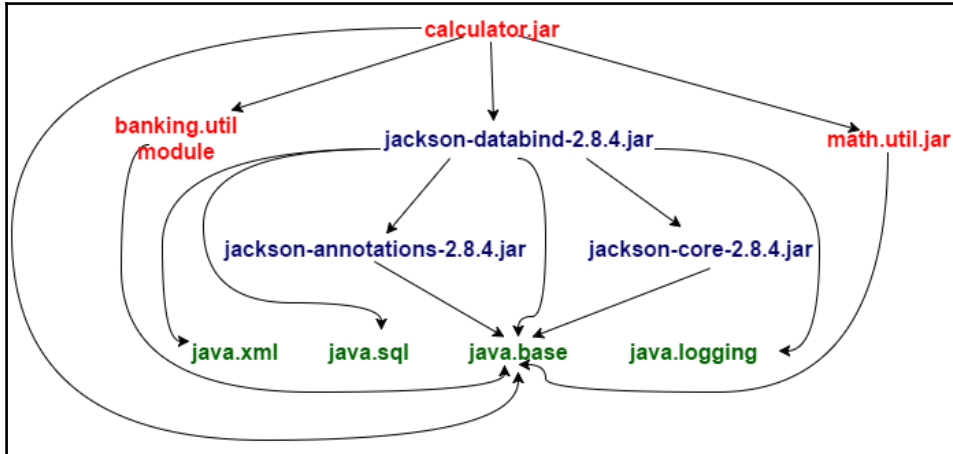 calculator.jar
banking.util
module
jackson-databind-2.8.4.jar
math.util.jar
jackson-annotations-2.8.4.jar
jackson-core-2.8.4.jar
java.xml
java.sql
java.base
java.logging